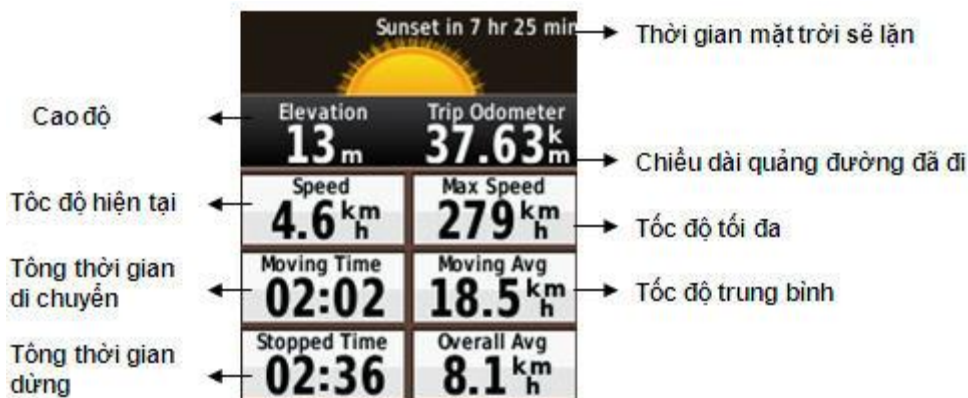 Sunset in 7 hr 25 min
Thời gian mặt trời sẽ lặn
Cao độ
Elevation
13 m
Trip Odometer
37.63 km
Chiều dài quảng đường đã đi
Tôc độ hiện tại
Speed
4.6 km/h
Max Speed
279 km/h
Tốc độ tối đa
Tông thời gian
di chuyển
Moving Time
02:02
Moving Avg
18.5 km/h
Tốc độ trung bình
Tông thời gian
dừng
Stopped Time
02:36
Overall Avg
8.1 km/h